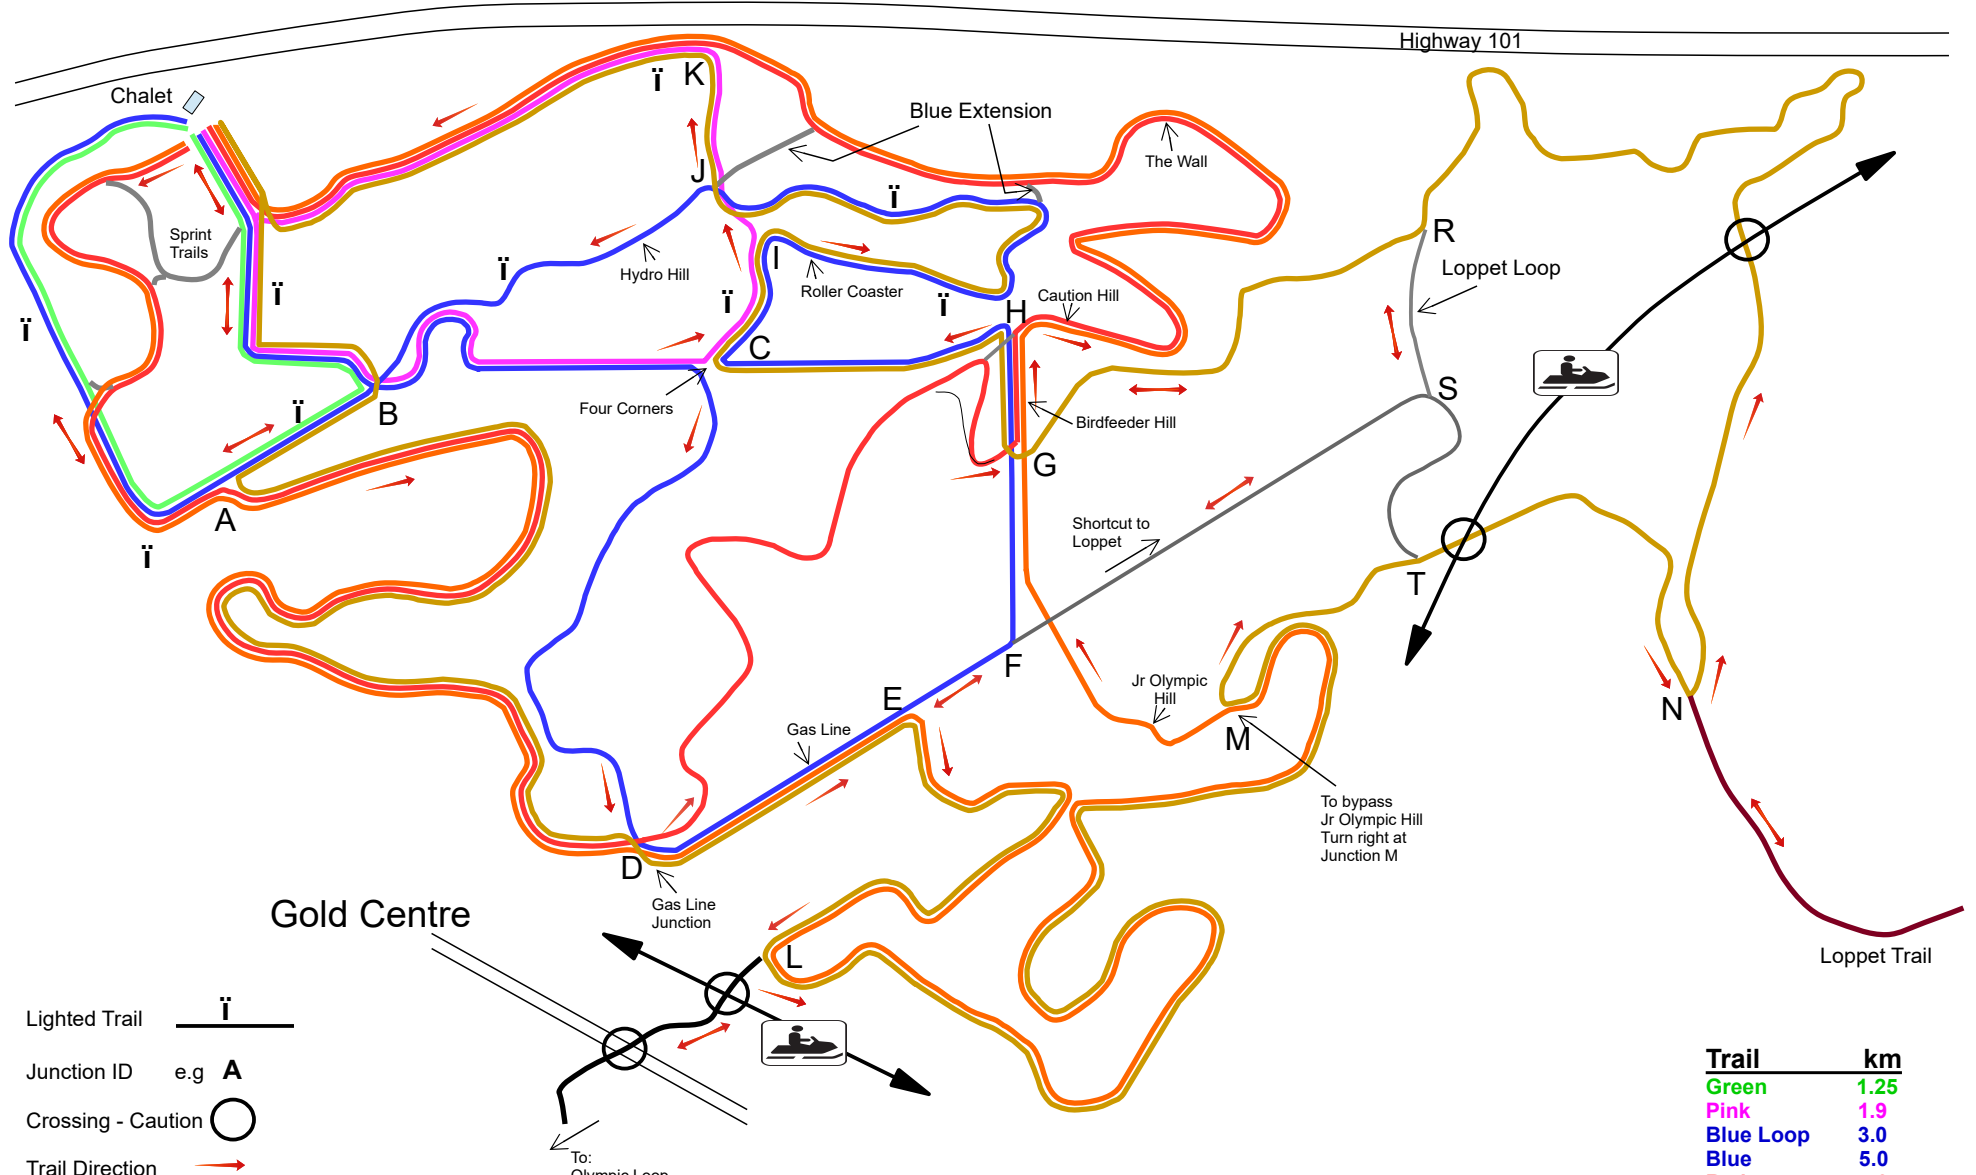 Highway 101
Chalet
K
Blue Extension
The Wall
J
Sprint
Trails
R
Hydro Hill
I
Roller Coaster
Loppet Loop
Caution Hill
H
C
Four Corners
B
S
Birdfeeder Hill
G
A
Shortcut to
Loppet
T
F
E
Jr Olympic
Hill
M
N
Gas Line
To bypass
Jr Olympic Hill
Turn right at
Junction M
D
Gas Line
Junction
Gold Centre
L
Loppet Trail
Lighted Trail ï
Junction ID e.g A
Crossing - Caution
Trail Direction
To:
Olympic Loop
Trail km
Green 1.25
Pink 1.9
Blue Loop 3.0
Blue 5.0